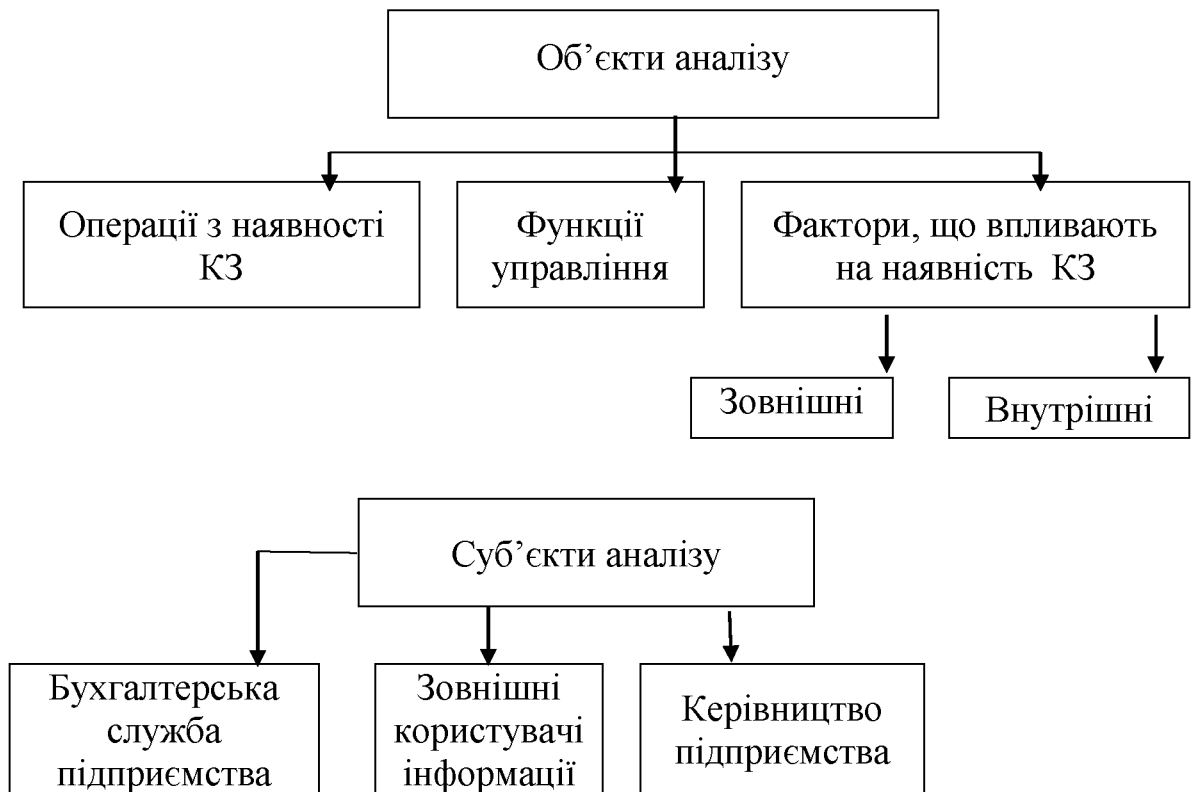 Об’єкти аналізу
Операції з наявності
КЗ
Функції
управління
Фактори, що впливають
на наявність КЗ
Зовнішні
Внутрішні
Суб’єкти аналізу
Бухгалтерська
служба
підприємства
Зовнішні
користувачі
інформації
Керівництво
підприємства